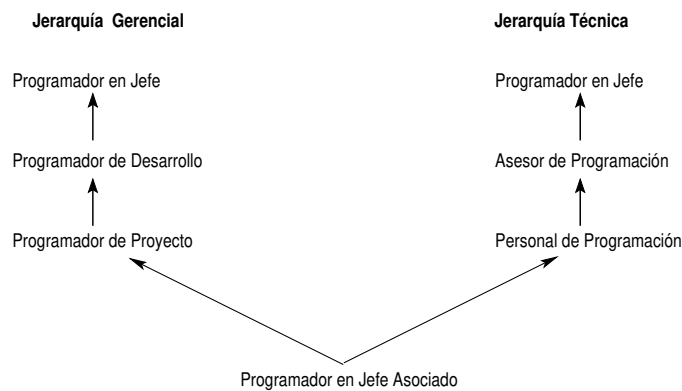 Jerarquía Gerencial
Jerarquía Técnica
Programador en Jefe
Programador en Jefe
Programador de Desarrollo
Asesor de Programación
Programador de Proyecto
Personal de Programación
Programador en Jefe Asociado